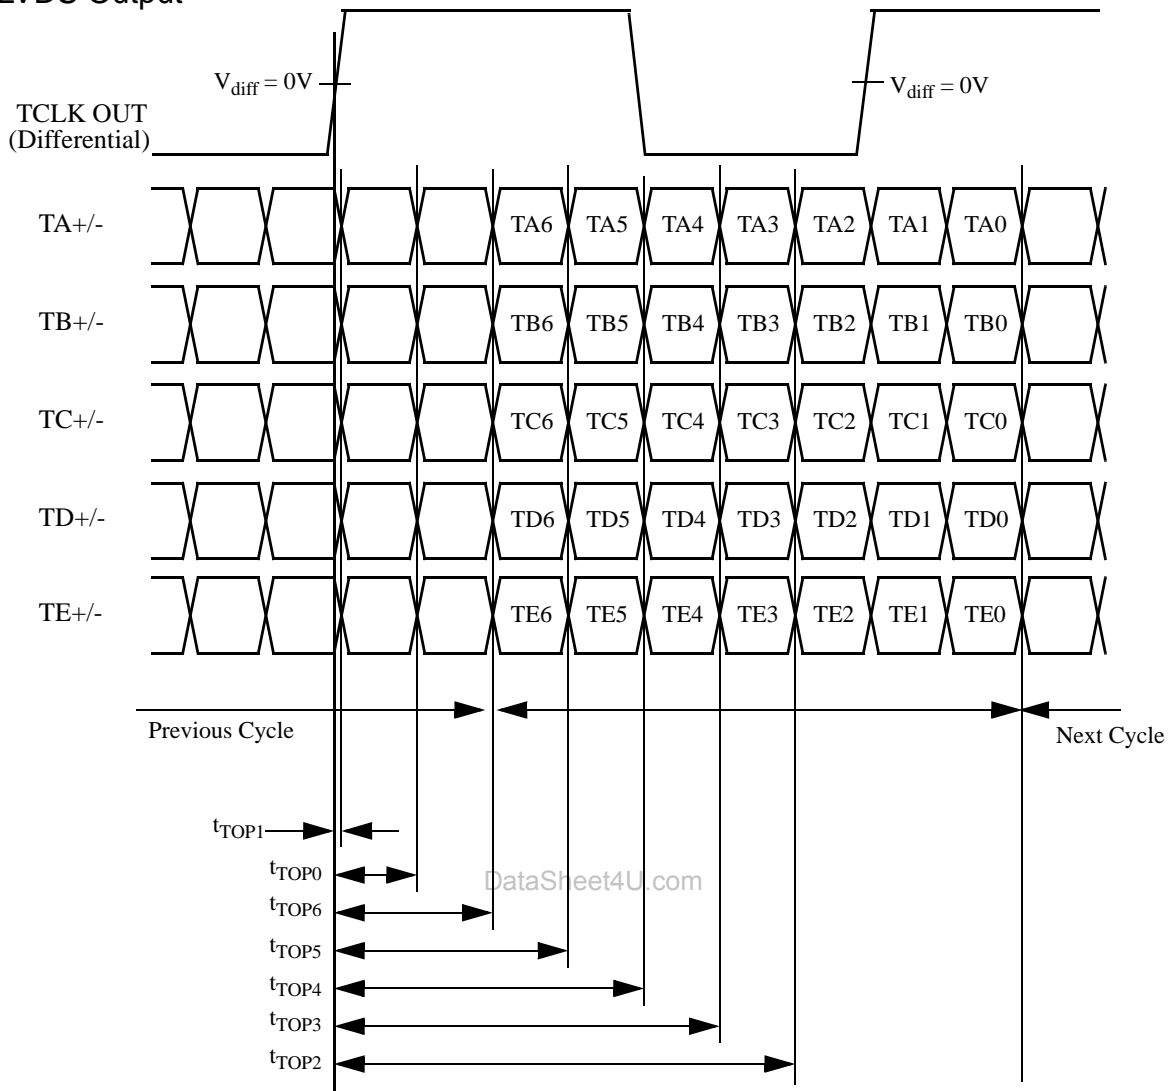 LVDS Output
V_diff = 0V
V_diff = 0V
TCLK OUT
(Differential)
TA+/- TA6 TA5 TA4 TA3 TA2 TA1 TA0
TB+/- TB6 TB5 TB4 TB3 TB2 TB1 TB0
TC+/- TC6 TC5 TC4 TC3 TC2 TC1 TC0
TD+/- TD6 TD5 TD4 TD3 TD2 TD1 TD0
TE+/- TE6 TE5 TE4 TE3 TE2 TE1 TE0
Previous Cycle
Next Cycle
t_TOP1
t_TOP0
DataSheet4U.com
t_TOP6
t_TOP5
t_TOP4
t_TOP3
t_TOP2